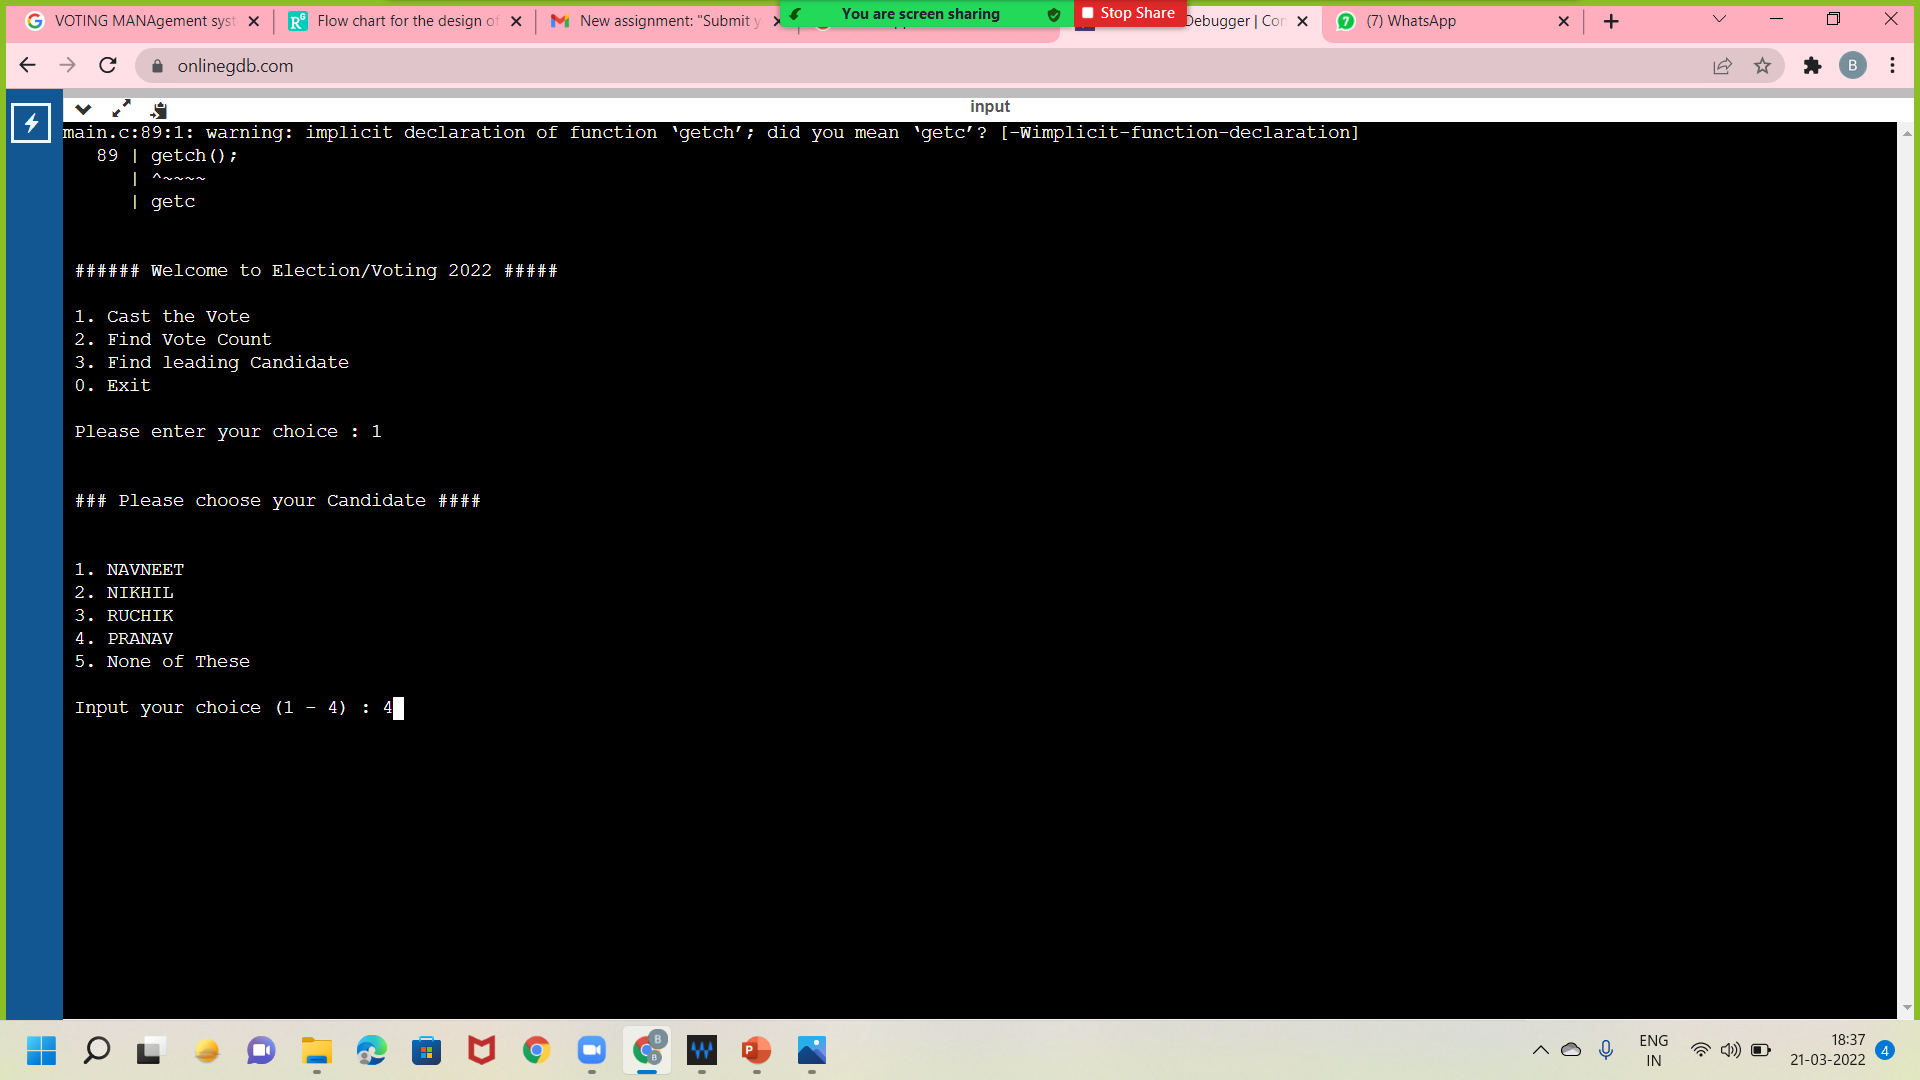 VOTING MANAgement syst
Flow chart for the design of
New assignment: "Submit y
You are screen sharing
Stop Share
Debugger | Con
(7) WhatsApp
onlinegdb.com
B
input
main.c:89:1: warning: implicit declaration of function ‘getch’; did you mean ‘getc’? [-Wimplicit-function-declaration]
89 | getch();
| ^~~~~
| getc
###### Welcome to Election/Voting 2022 #####
1. Cast the Vote
2. Find Vote Count
3. Find leading Candidate
0. Exit
Please enter your choice : 1
### Please choose your Candidate ####
1. NAVNEET
2. NIKHIL
3. RUCHIK
4. PRANAV
5. None of These
Input your choice (1 - 4) : 4
ENG
IN
18:37
21-03-2022
4